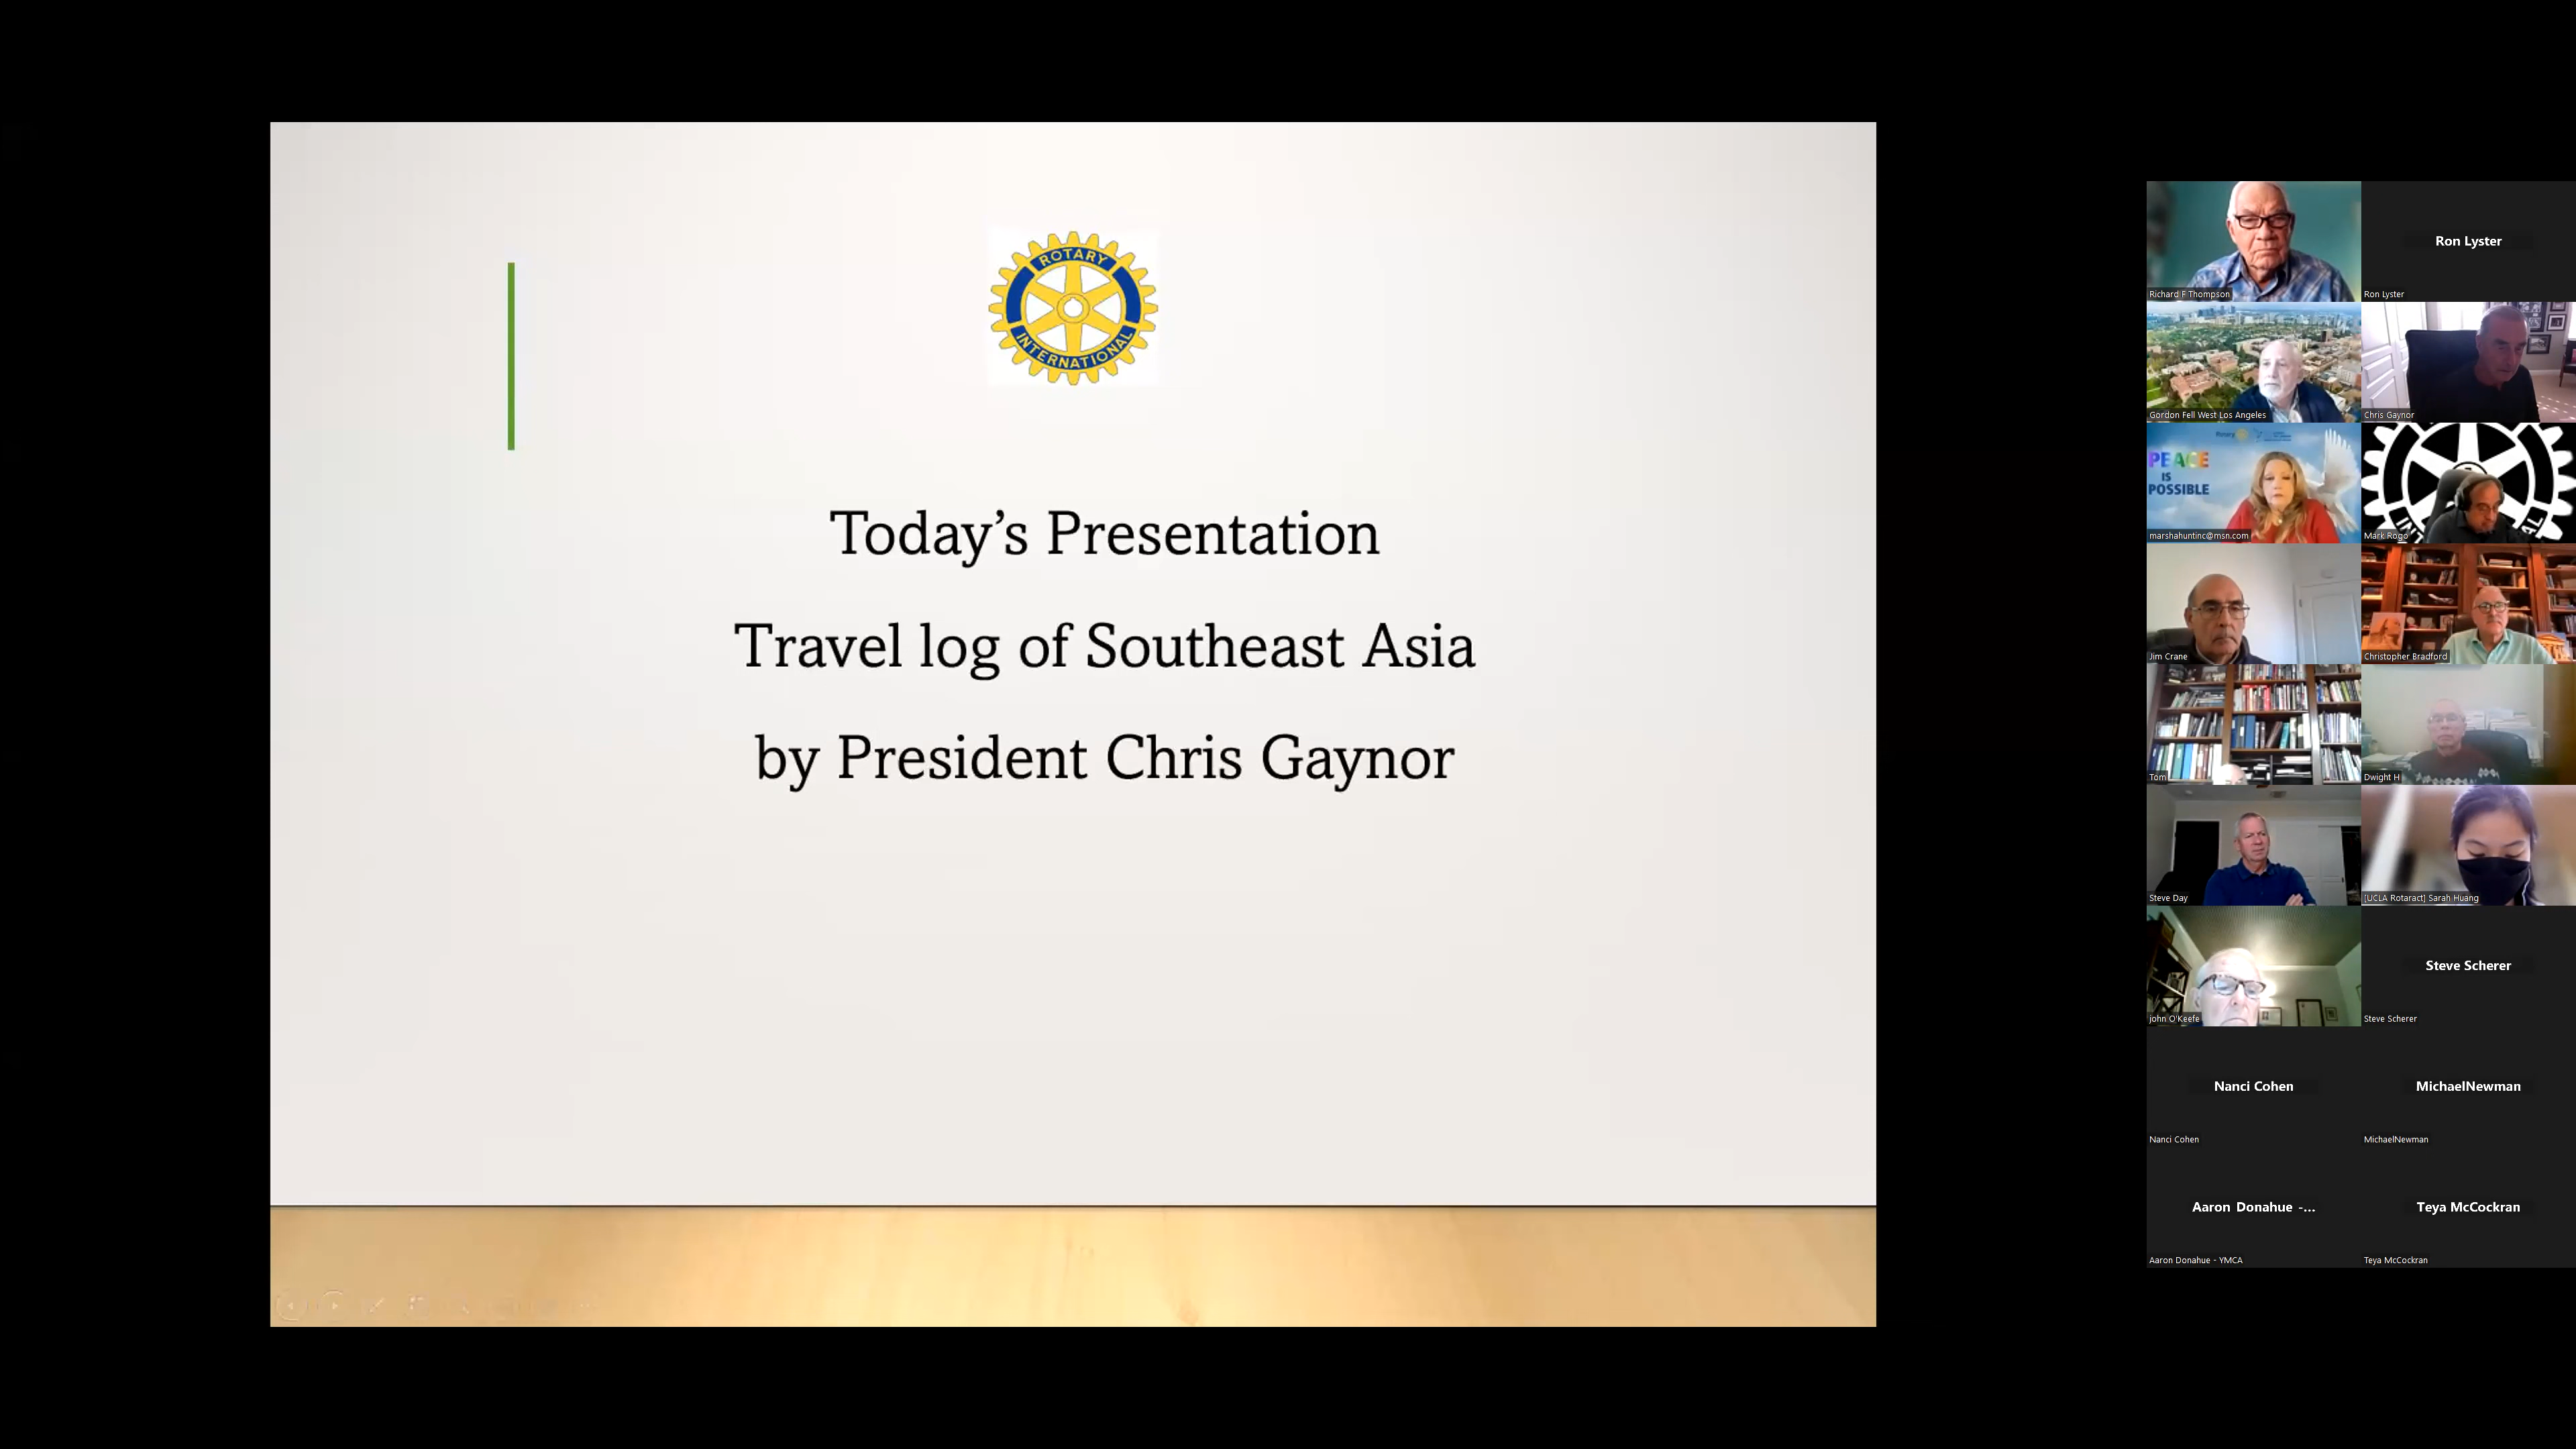 ROTARY
INTERNATIONAL
Today's Presentation
Travel log of Southeast Asia
by President Chris Gaynor
Richard F Thompson
Ron Lyster
Ron Lyster
Gordon Fell West Los Angeles
Chris Gaynor
Rotary
PEACE
IS
POSSIBLE
marshahuntinc@msn.com
Mark Rogo
Jim Crane
Christopher Bradford
Tom
Dwight H
Steve Day
[UCLA Rotaract] Sarah Huang
john O'Keefe
Steve Scherer
Steve Scherer
Nanci Cohen
Nanci Cohen
MichaelNewman
MichaelNewman
Aaron Donahue -...
Aaron Donahue - YMCA
Teya McCockran
Teya McCockran